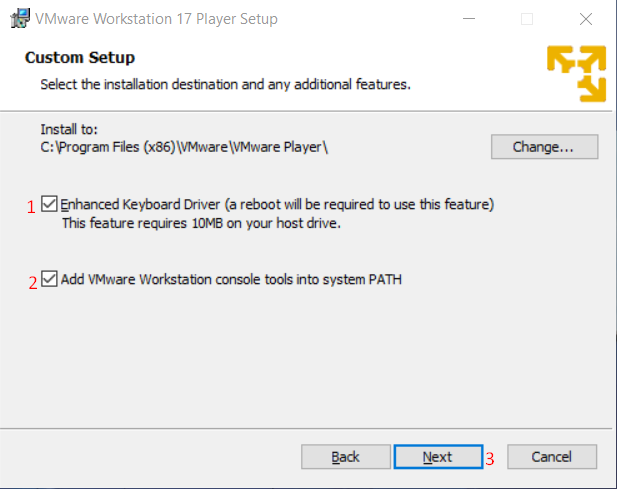 VMware Workstation 17 Player Setup
Custom Setup
Select the installation destination and any additional features.
Install to:
C:\Program Files (x86)\VMware\VMware Player\
Change...
1 Enhanced Keyboard Driver (a reboot will be required to use this feature)
This feature requires 10MB on your host drive.
2 Add VMware Workstation console tools into system PATH
Back Next 3 Cancel